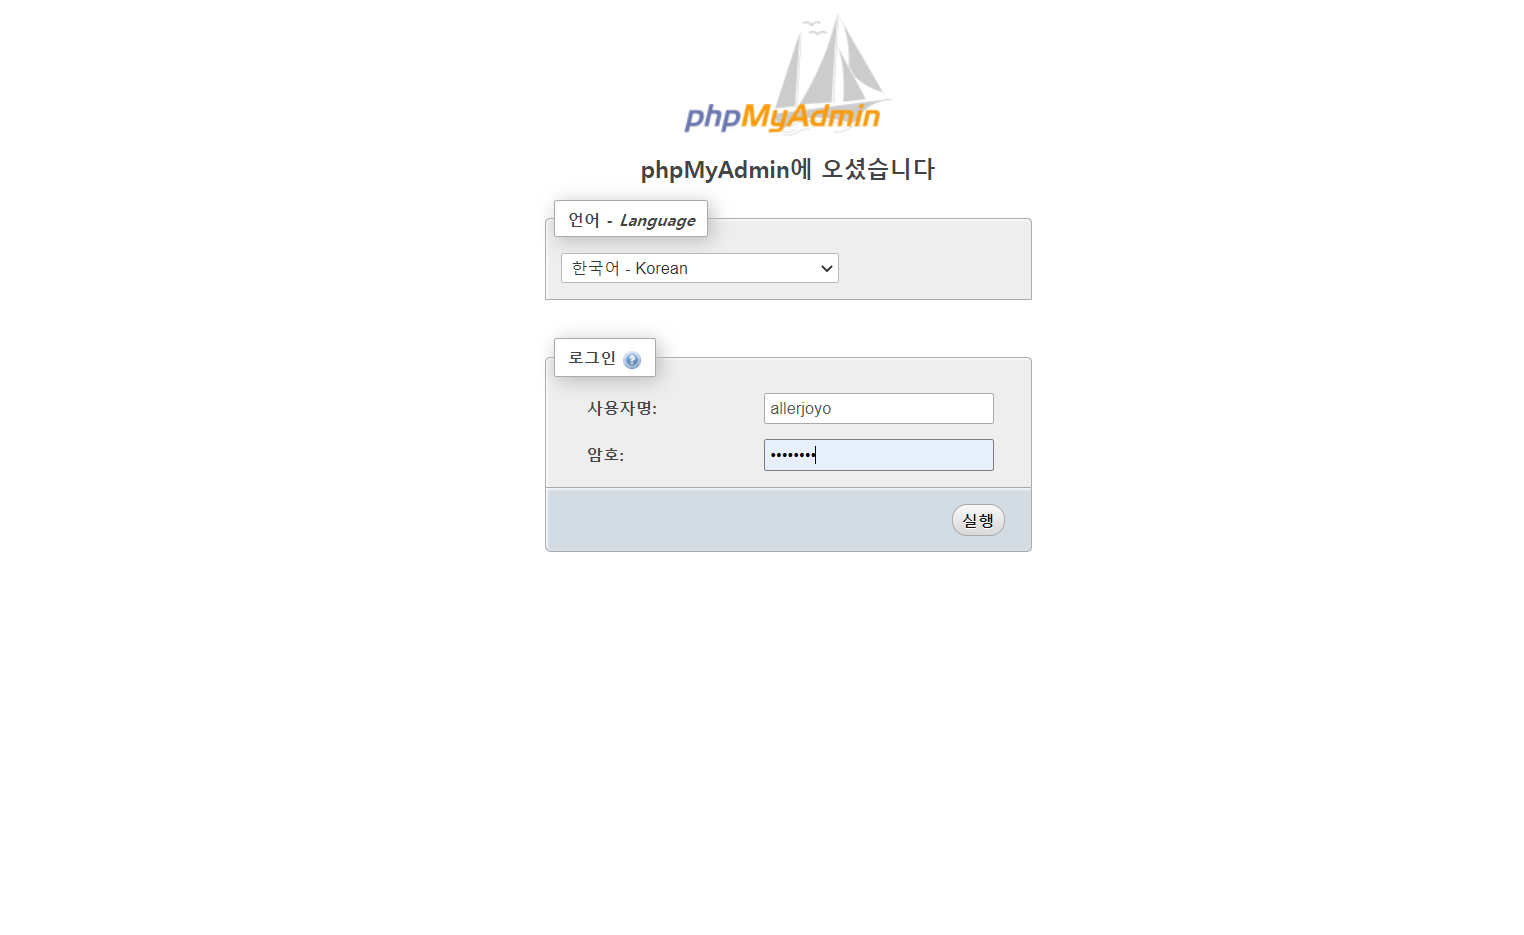 phpMyAdmin
phpMyAdmin에 오셨습니다
언어 - Language
한국어 - Korean
로그인
사용자명: allerjoyo
암호: ••••••••
실행